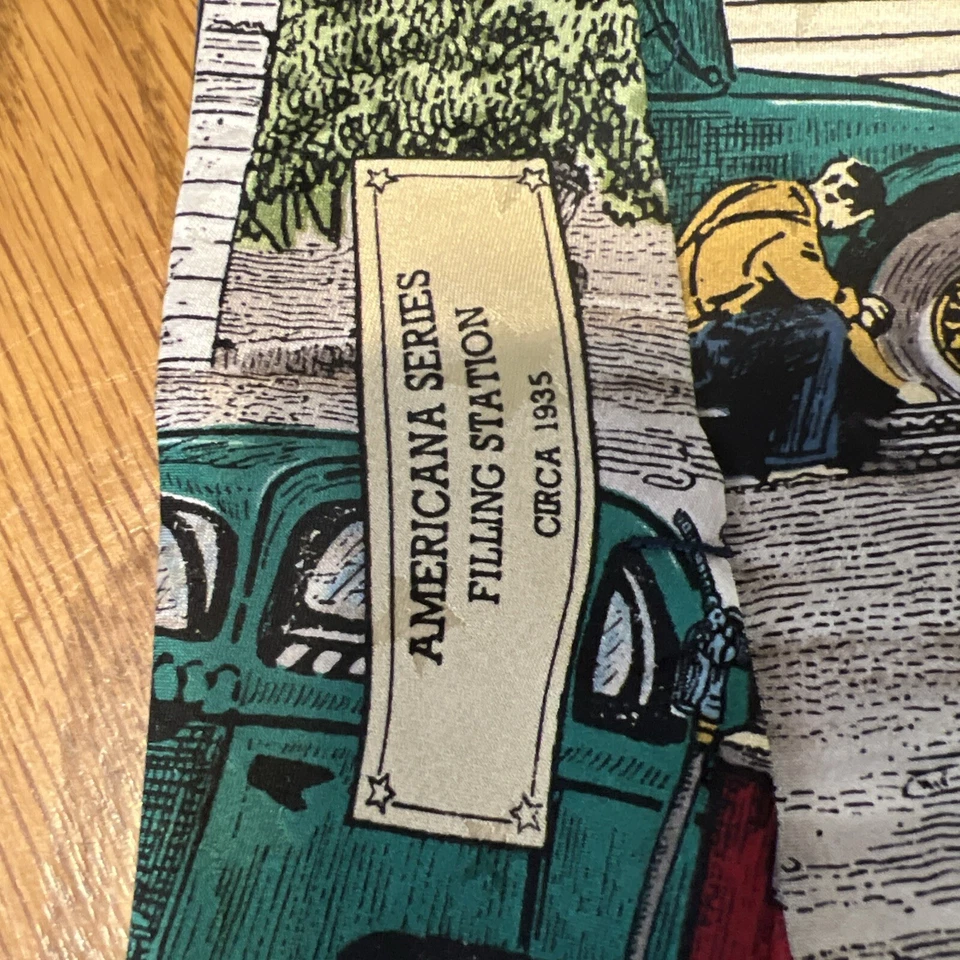 AMERICANA SERIES
FILLING STATION
CIRCA 1935